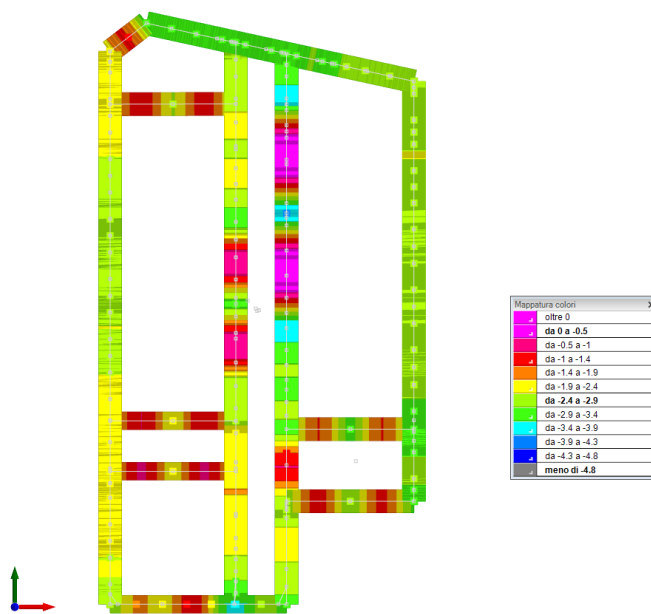 Mappatura colori x
oltre 0
da 0 a -0.5
da -0.5 a -1
da -1 a -1.4
da -1.4 a -1.9
da -1.9 a -2.4
da -2.4 a -2.9
da -2.9 a -3.4
da -3.4 a -3.9
da -3.9 a -4.3
da -4.3 a -4.8
meno di -4.8